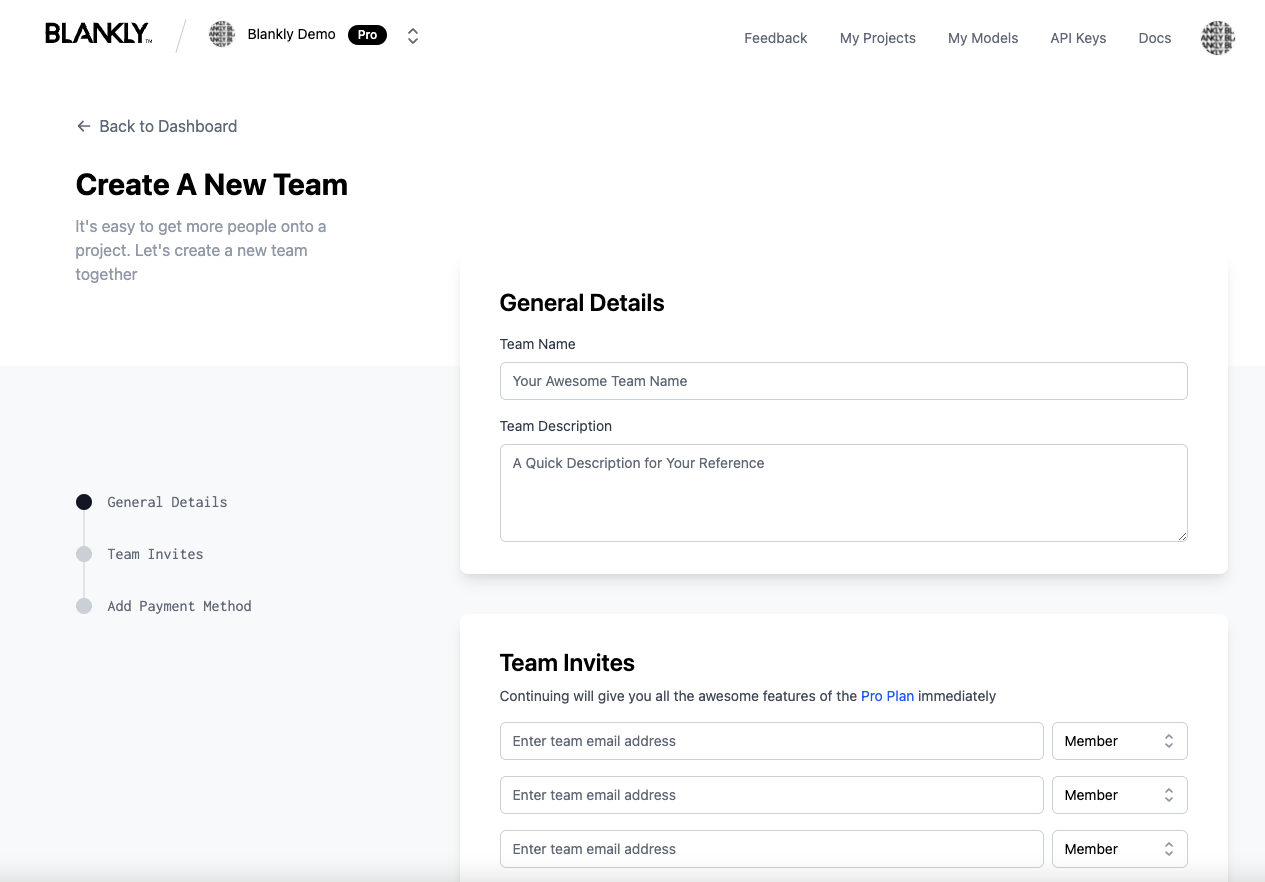 BLANKLY™
Blankly Demo
Pro
Feedback
My Projects
My Models
API Keys
Docs
← Back to Dashboard
Create A New Team
It's easy to get more people onto a
project. Let's create a new team
together
General Details
Team Invites
Add Payment Method
General Details
Team Name
Your Awesome Team Name
Team Description
A Quick Description for Your Reference
Team Invites
Continuing will give you all the awesome features of the Pro Plan immediately
Enter team email address
Member
Enter team email address
Member
Enter team email address
Member